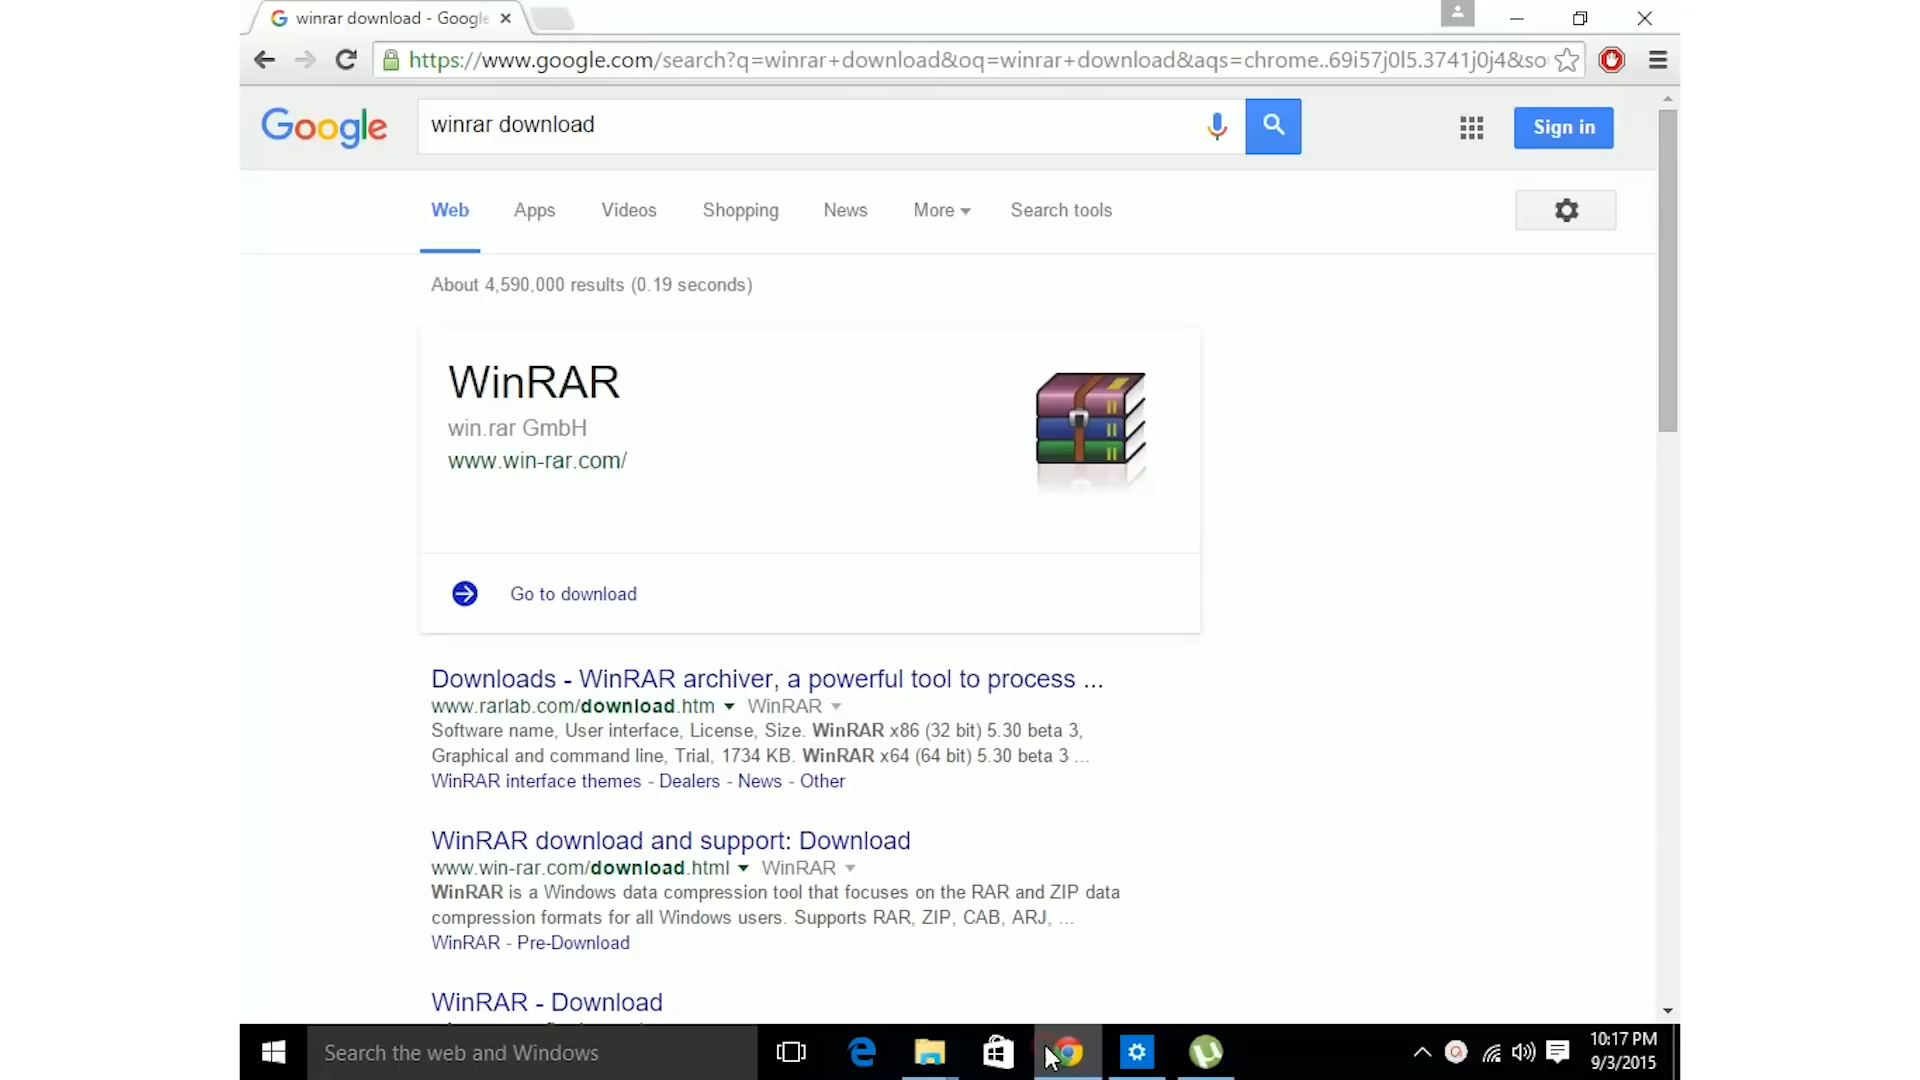 winrar download - Google
https://www.google.com/search?q=winrar+download&oq=winrar+download&aqs=chrome..69i57j0l5.3741j0j4&so
Google
winrar download
Sign in
Web Apps Videos Shopping News More Search tools
About 4,590,000 results (0.19 seconds)
WinRAR
win.rar GmbH
www.win-rar.com/
Go to download
Downloads - WinRAR archiver, a powerful tool to process ...
www.rarlab.com/download.htm WinRAR
Software name, User interface, License, Size. WinRAR x86 (32 bit) 5.30 beta 3,
Graphical and command line, Trial, 1734 KB. WinRAR x64 (64 bit) 5.30 beta 3 ...
WinRAR interface themes - Dealers - News - Other
WinRAR download and support: Download
www.win-rar.com/download.html WinRAR
WinRAR is a Windows data compression tool that focuses on the RAR and ZIP data
compression formats for all Windows users. Supports RAR, ZIP, CAB, ARJ, ...
WinRAR - Pre-Download
WinRAR - Download
Search the web and Windows
10:17 PM
9/3/2015